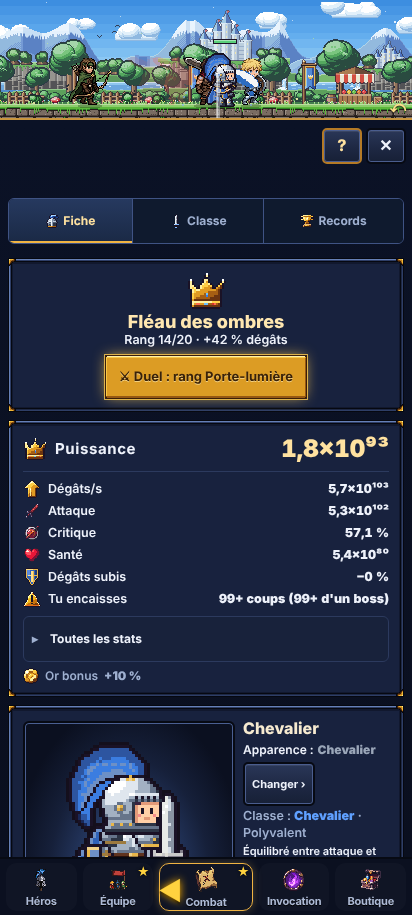 ?
✕
Fiche
Classe
Records
Fléau des ombres
Rang 14/20 · +42 % dégâts
⚔ Duel : rang Porte-lumière
Puissance 1,8×10⁹³
Dégâts/s 5,7×10¹⁰³
Attaque 5,3×10¹⁰²
Critique 57,1 %
Santé 5,4×10⁸⁰
Dégâts subis −0 %
Tu encaisses 99+ coups (99+ d'un boss)
▸ Toutes les stats
Or bonus +10 %
Chevalier
Apparence : Chevalier
Changer ›
Classe : Chevalier ·
Polyvalent
Équilibré entre attaque et
Héros
Équipe
Combat
Invocation
Boutique